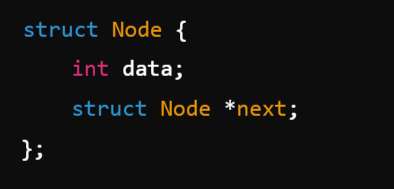 struct Node {
    int data;
    struct Node *next;
};